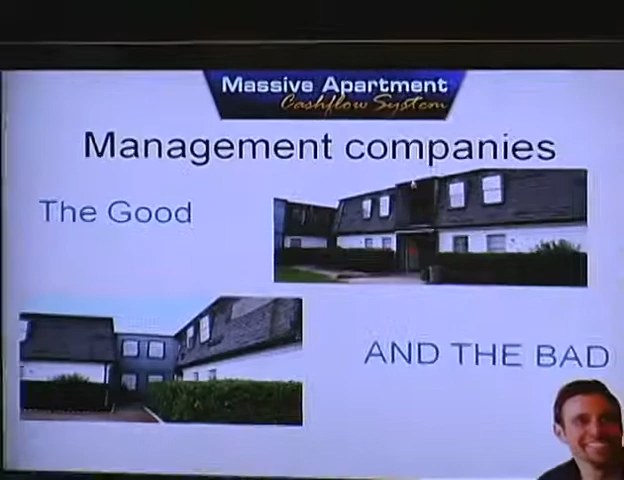 Massive Apartment
Cashflow System
Management companies
The Good
AND THE BAD